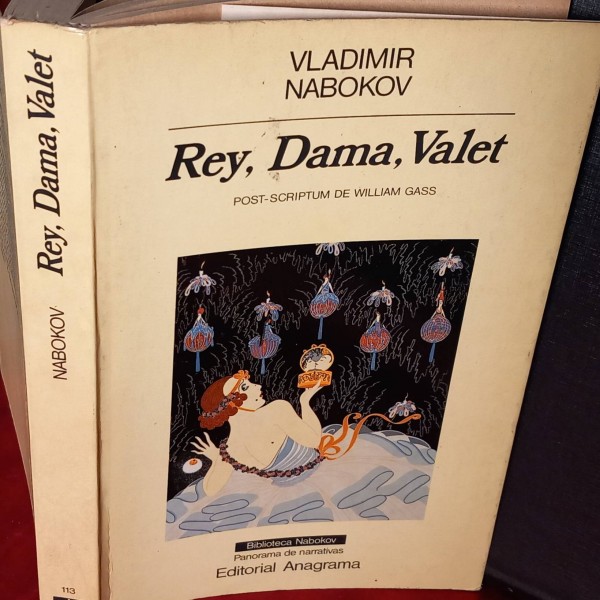 VLADIMIR
NABOKOV
Rey, Dama, Valet
POST-SCRIPTUM DE WILLIAM GASS
Biblioteca Nabokov
Panorama de narrativas
Editorial Anagrama
Rey, Dama, Valet
NABOKOV
113